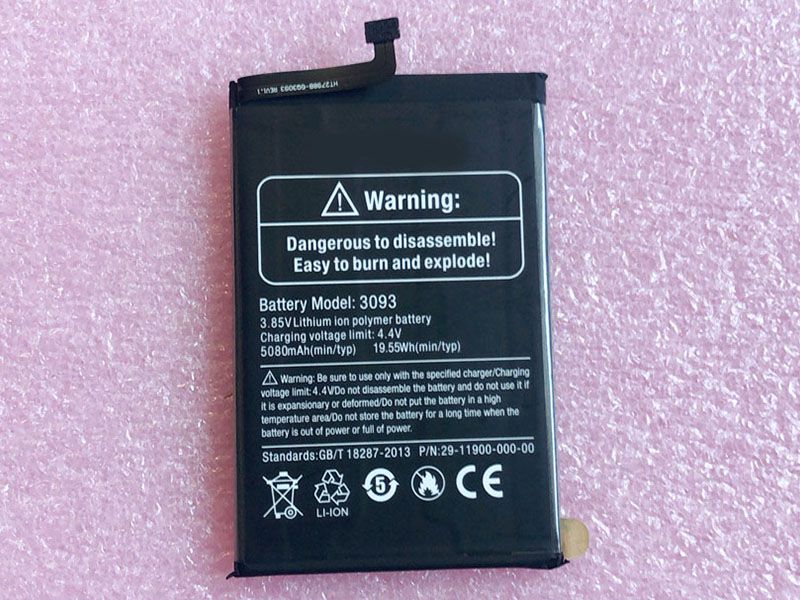 HT27988-6Q3093 REV1.1
Warning:
Dangerous to disassemble!
Easy to burn and explode!
Battery Model: 3093
3.85V Lithium ion polymer battery
Charging voltage limit: 4.4V
5080mAh(min/typ) 19.55Wh(min/typ)
Warning: Be sure to use only with the specified charger/Charging
voltage limit: 4.4V/Do not disassemble the battery and do not use it if
it is expansionary or deformed/Do not put the battery in a high
temperature area/Do not store the battery for a long time when the
battery is out of power or full of power.
Standards:GB/T 18287-2013 P/N:29-11900-000-00
5
CE
LI-ION